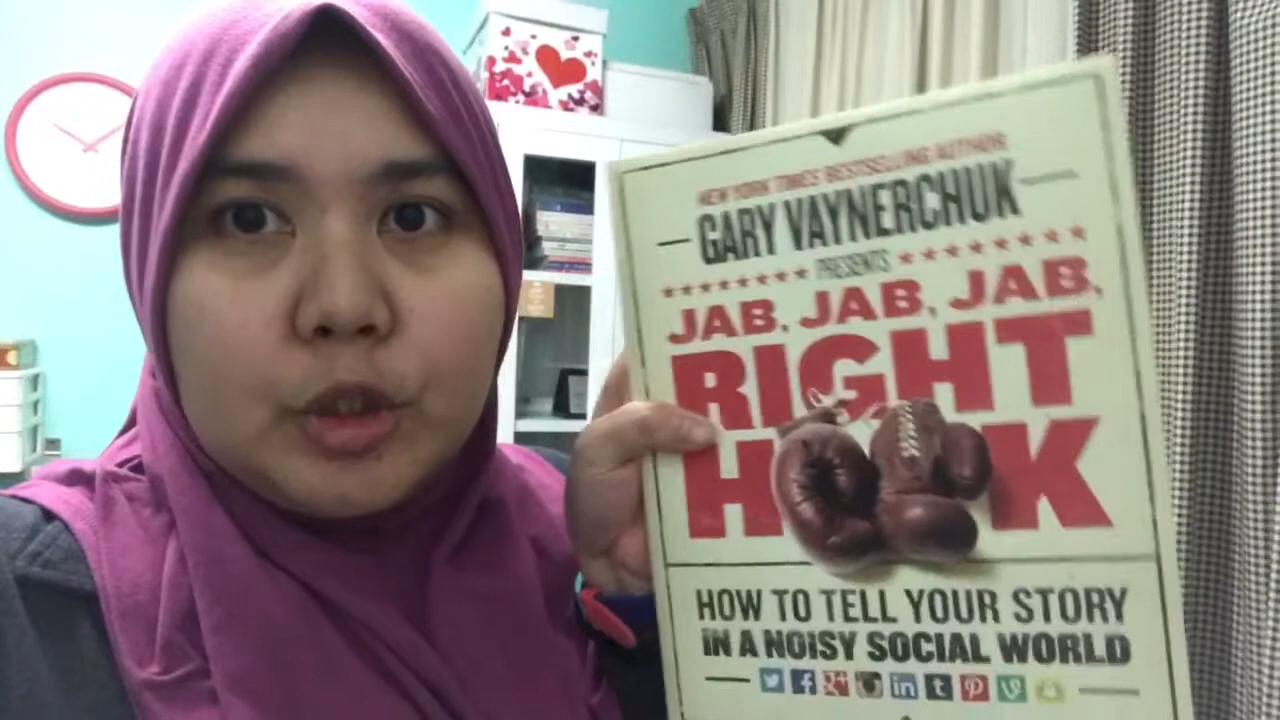 NEW YORK TIMES BESTSELLING AUTHOR
GARY VAYNERCHUK
PRESENTS
JAB, JAB, JAB,
RIGHT
HOOK
HOW TO TELL YOUR STORY
IN A NOISY SOCIAL WORLD